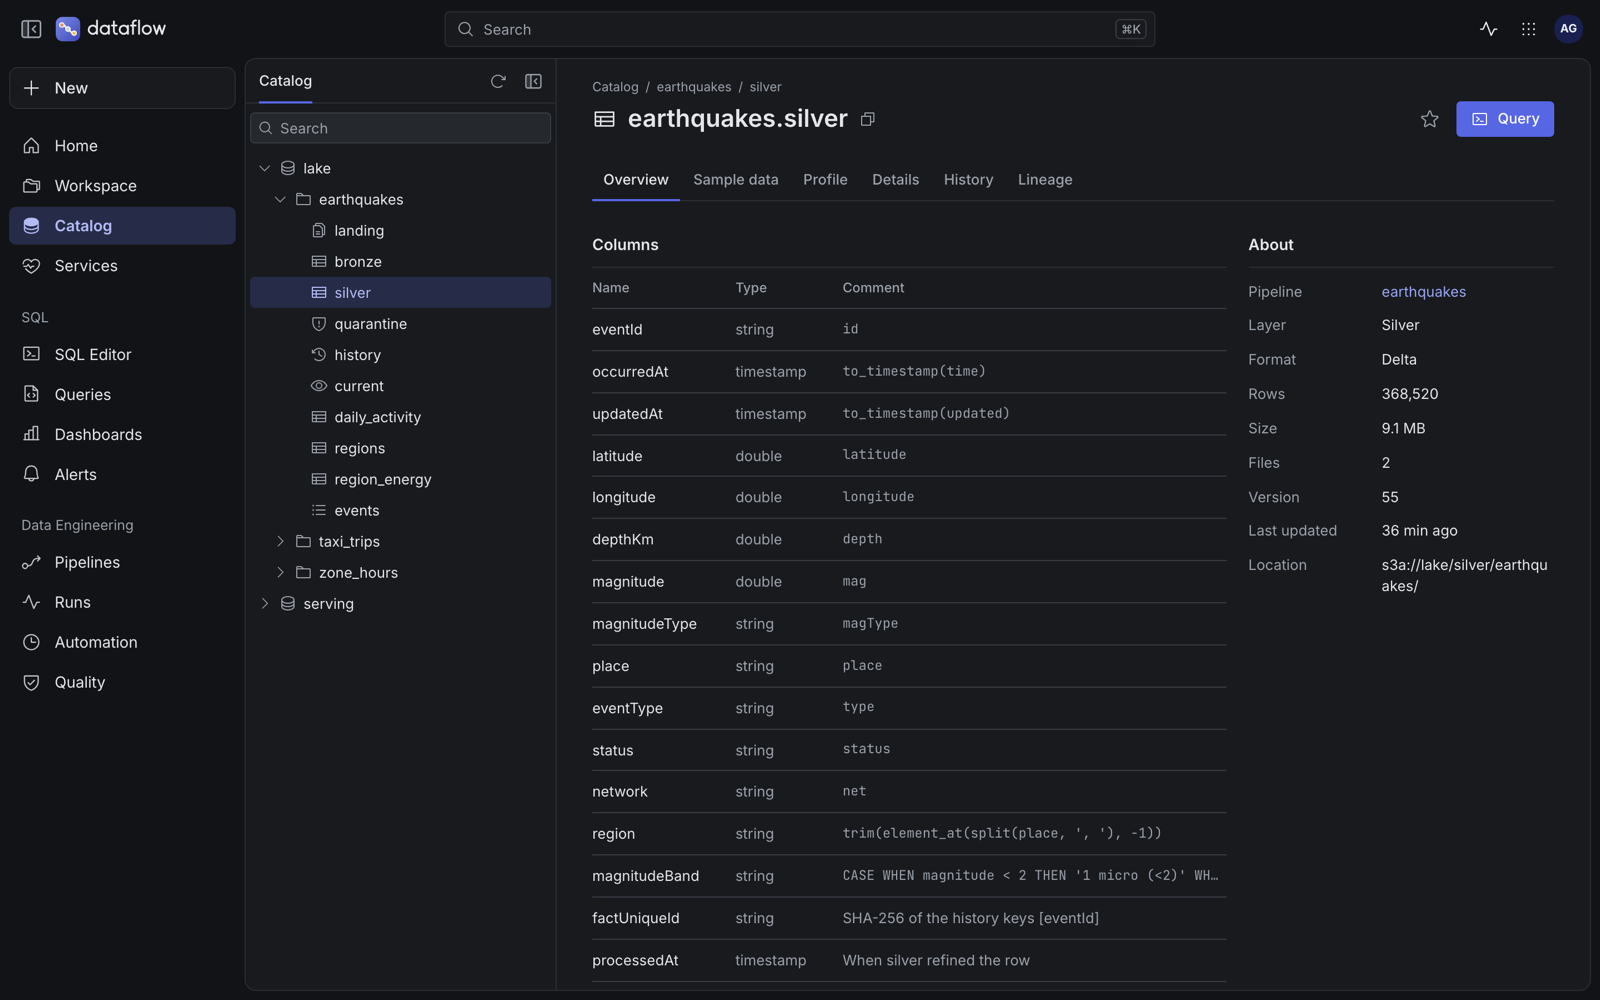 dataflow
Search
⌘K
AG
New
Home
Workspace
Catalog
Services
SQL
SQL Editor
Queries
Dashboards
Alerts
Data Engineering
Pipelines
Runs
Automation
Quality
Catalog
Search
lake
earthquakes
landing
bronze
silver
quarantine
history
current
daily_activity
regions
region_energy
events
taxi_trips
zone_hours
serving
Catalog / earthquakes / silver
earthquakes.silver
Query
Overview Sample data Profile Details History Lineage
Columns
Name Type Comment
eventId string id
occurredAt timestamp to_timestamp(time)
updatedAt timestamp to_timestamp(updated)
latitude double latitude
longitude double longitude
depthKm double depth
magnitude double mag
magnitudeType string magType
place string place
eventType string type
status string status
network string net
region string trim(element_at(split(place, ', '), -1))
magnitudeBand string CASE WHEN magnitude < 2 THEN '1 micro (<2)' WH…
factUniqueId string SHA-256 of the history keys [eventId]
processedAt timestamp When silver refined the row
About
Pipeline earthquakes
Layer Silver
Format Delta
Rows 368,520
Size 9.1 MB
Files 2
Version 55
Last updated 36 min ago
Location s3a://lake/silver/earthqu
akes/